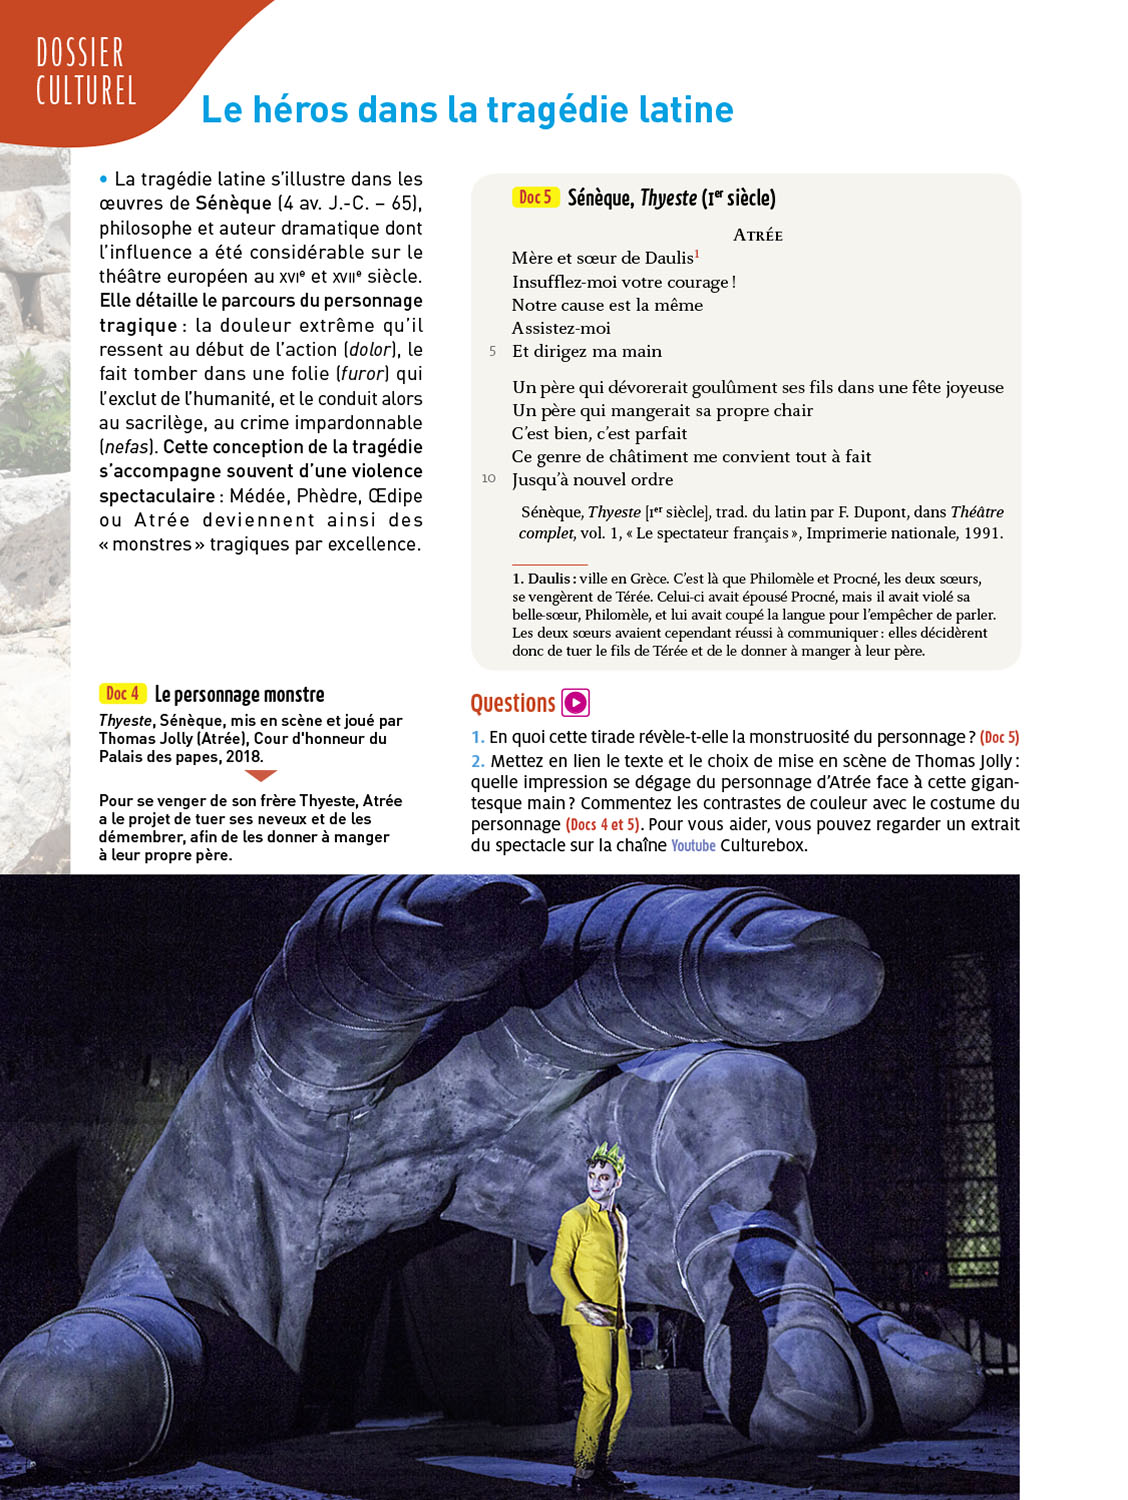 DOSSIER
CULTUREL
Le héros dans la tragédie latine
• La tragédie latine s’illustre dans les
œuvres de Sénèque (4 av. J.-C. – 65),
philosophe et auteur dramatique dont
l’influence a été considérable sur le
théâtre européen au XVIe et XVIIe siècle.
Elle détaille le parcours du personnage
tragique : la douleur extrême qu’il
ressent au début de l’action (dolor), le
fait tomber dans une folie (furor) qui
l’exclut de l’humanité, et le conduit alors
au sacrilège, au crime impardonnable
(nefas). Cette conception de la tragédie
s’accompagne souvent d’une violence
spectaculaire : Médée, Phèdre, Œdipe
ou Atrée deviennent ainsi des
« monstres » tragiques par excellence.
Doc 5 Sénèque, Thyeste (Ier siècle)
ATRÉE
Mère et sœur de Daulis1
Insufflez-moi votre courage !
Notre cause est la même
Assistez-moi
5 Et dirigez ma main
Un père qui dévorerait goulûment ses fils dans une fête joyeuse
Un père qui mangerait sa propre chair
C’est bien, c’est parfait
Ce genre de châtiment me convient tout à fait
10 Jusqu’à nouvel ordre
Sénèque, Thyeste [Ier siècle], trad. du latin par F. Dupont, dans Théâtre
complet, vol. 1, « Le spectateur français », Imprimerie nationale, 1991.
1. Daulis : ville en Grèce. C’est là que Philomèle et Procné, les deux sœurs,
se vengèrent de Térée. Celui-ci avait épousé Procné, mais il avait violé sa
belle-sœur, Philomèle, et lui avait coupé la langue pour l’empêcher de parler.
Les deux sœurs avaient cependant réussi à communiquer : elles décidèrent
donc de tuer le fils de Térée et de le donner à manger à leur père.
Doc 4 Le personnage monstre
Thyeste, Sénèque, mis en scène et joué par
Thomas Jolly (Atrée), Cour d'honneur du
Palais des papes, 2018.
Pour se venger de son frère Thyeste, Atrée
a le projet de tuer ses neveux et de les
démembrer, afin de les donner à manger
à leur propre père.
Questions
1. En quoi cette tirade révèle-t-elle la monstruosité du personnage ? (Doc 5)
2. Mettez en lien le texte et le choix de mise en scène de Thomas Jolly :
quelle impression se dégage du personnage d’Atrée face à cette gigan-
tesque main ? Commentez les contrastes de couleur avec le costume du
personnage (Docs 4 et 5). Pour vous aider, vous pouvez regarder un extrait
du spectacle sur la chaîne Youtube Culturebox.